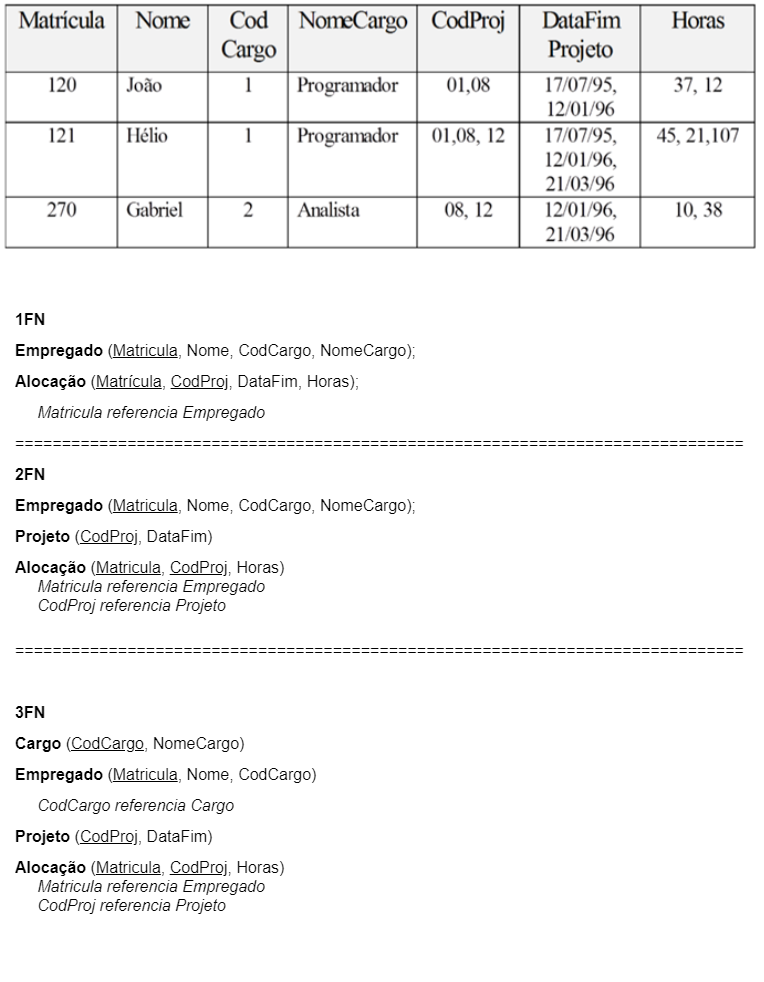 Matrícula Nome Cod Cargo NomeCargo CodProj DataFim Projeto Horas
120 João 1 Programador 01,08 17/07/95, 12/01/96 37, 12
121 Hélio 1 Programador 01,08, 12 17/07/95, 12/01/96, 21/03/96 45, 21,107
270 Gabriel 2 Analista 08, 12 12/01/96, 21/03/96 10, 38
1FN
Empregado (Matricula, Nome, CodCargo, NomeCargo);
Alocação (Matrícula, CodProj, DataFim, Horas);
Matricula referencia Empregado
==============================================================================
2FN
Empregado (Matricula, Nome, CodCargo, NomeCargo);
Projeto (CodProj, DataFim)
Alocação (Matricula, CodProj, Horas)
Matricula referencia Empregado
CodProj referencia Projeto
==============================================================================
3FN
Cargo (CodCargo, NomeCargo)
Empregado (Matricula, Nome, CodCargo)
CodCargo referencia Cargo
Projeto (CodProj, DataFim)
Alocação (Matricula, CodProj, Horas)
Matricula referencia Empregado
CodProj referencia Projeto